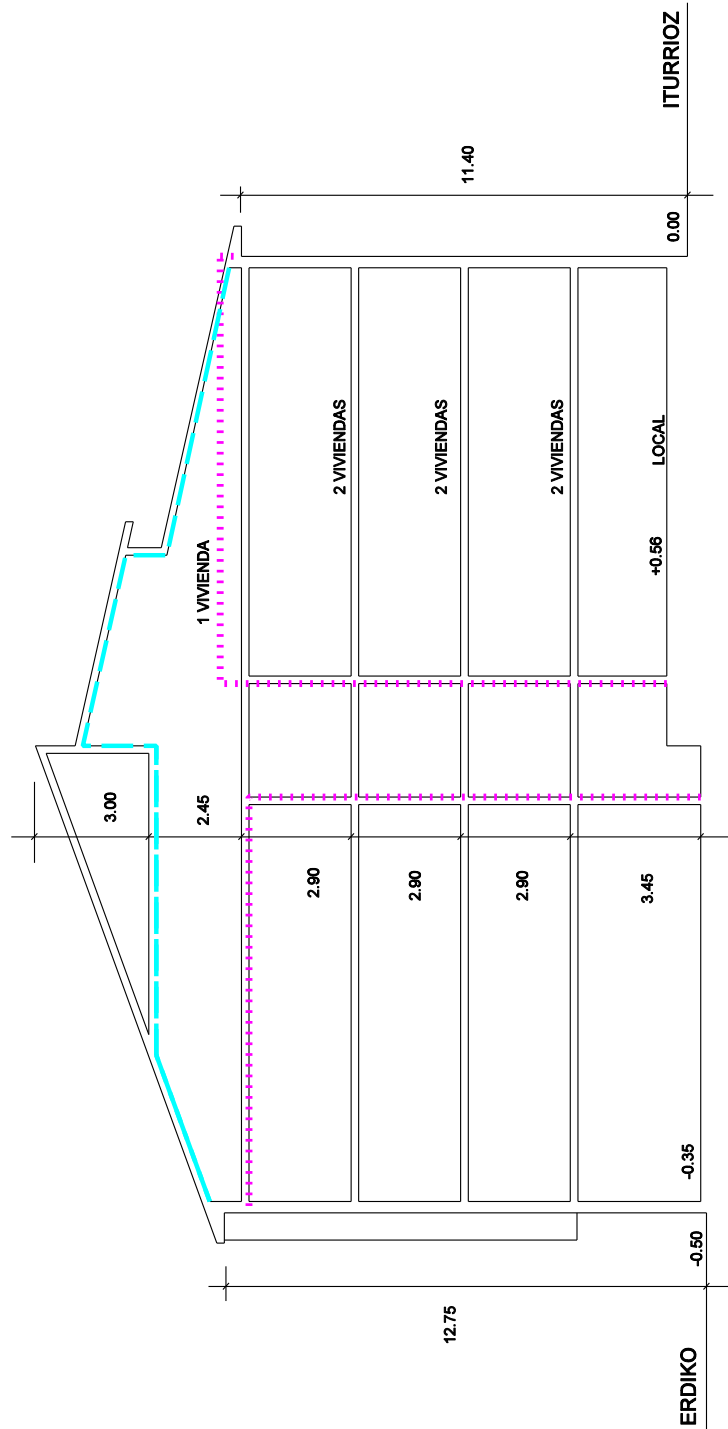 ITURRIOZ
11.40
0.00
1 VIVIENDA
2 VIVIENDAS
2 VIVIENDAS
2 VIVIENDAS
LOCAL
+0.56
3.00
2.45
2.90
2.90
2.90
3.45
-0.35
-0.50
12.75
ERDIKO